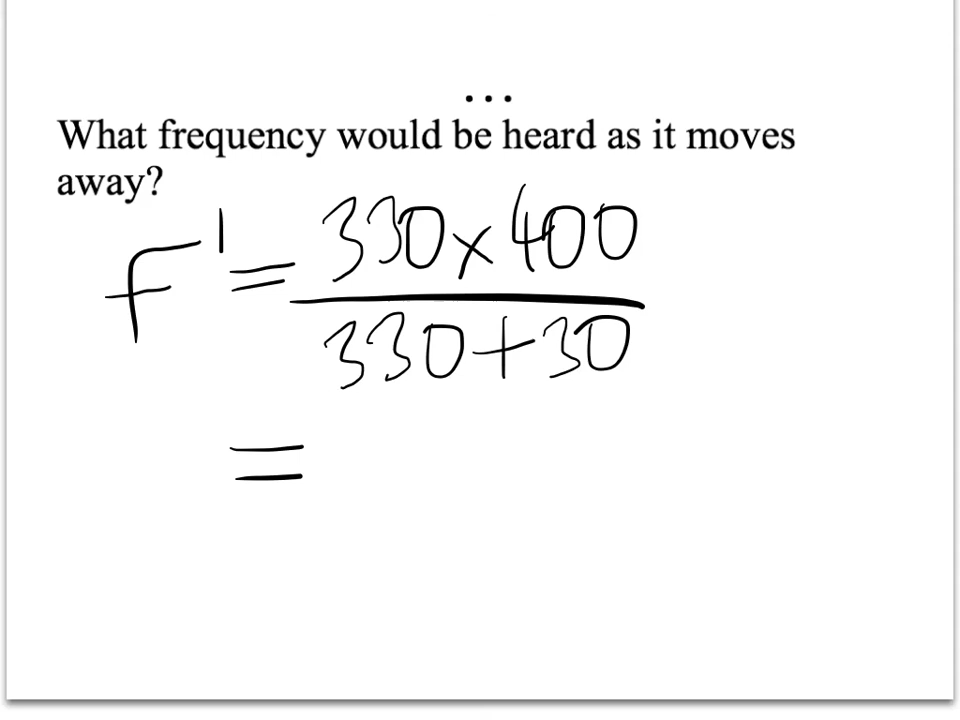 ...
What frequency would be heard as it moves
away?
F' = 330 x 400
330 + 30
=